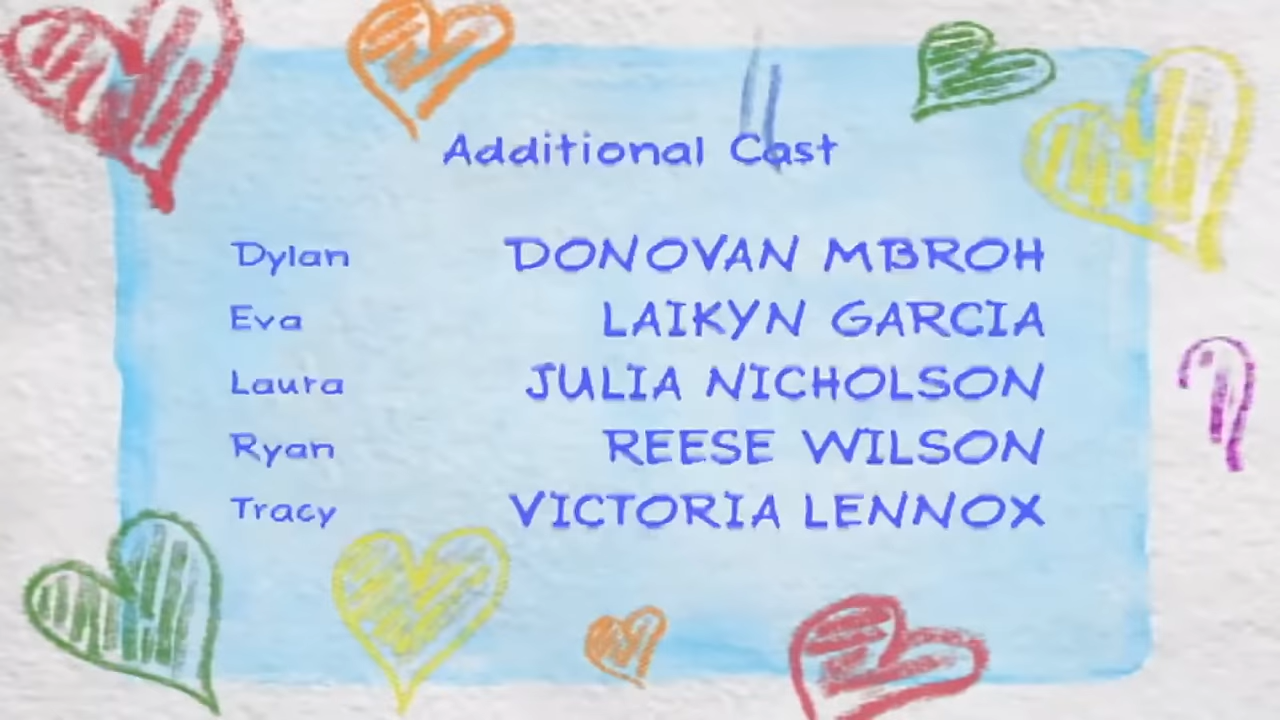 Additional Cast
Dylan DONOVAN MBROH
Eva LAIKYN GARCIA
Laura JULIA NICHOLSON
Ryan REESE WILSON
Tracy VICTORIA LENNOX